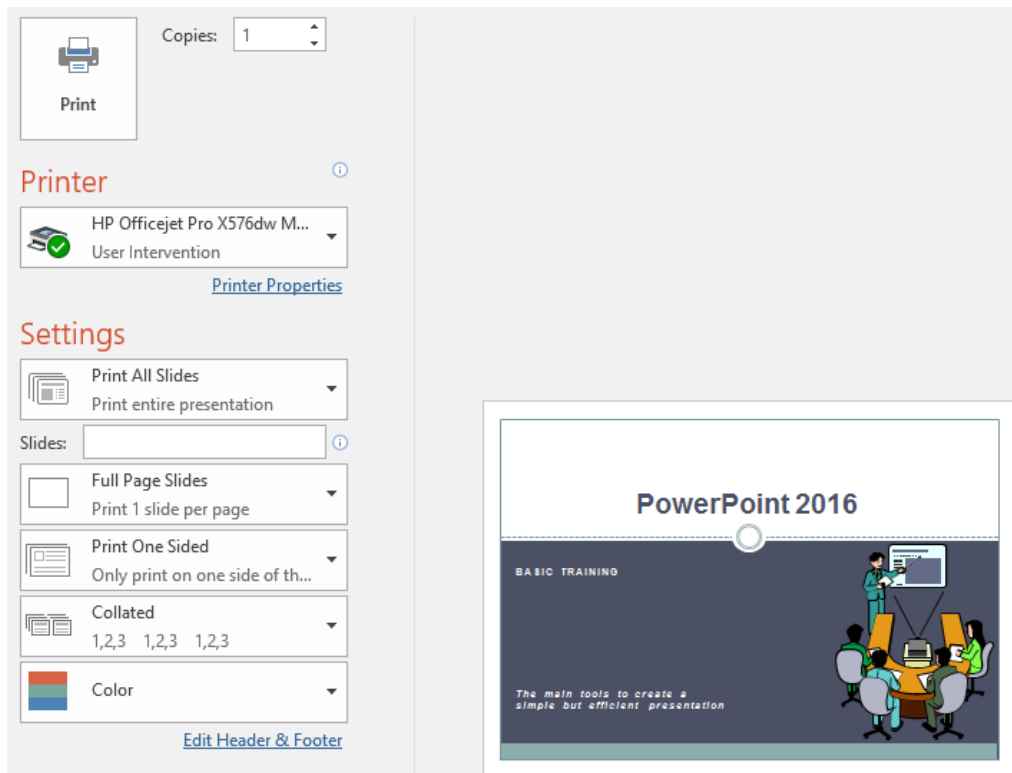 Copies: 1
Print
Printer
HP Officejet Pro X576dw M...
User Intervention
Printer Properties
Settings
Print All Slides
Print entire presentation
Slides:
Full Page Slides
Print 1 slide per page
Print One Sided
Only print on one side of th...
Collated
1,2,3 1,2,3 1,2,3
Color
Edit Header & Footer
PowerPoint 2016
BASIC TRAINING
The main tools to create a
simple but efficient presentation